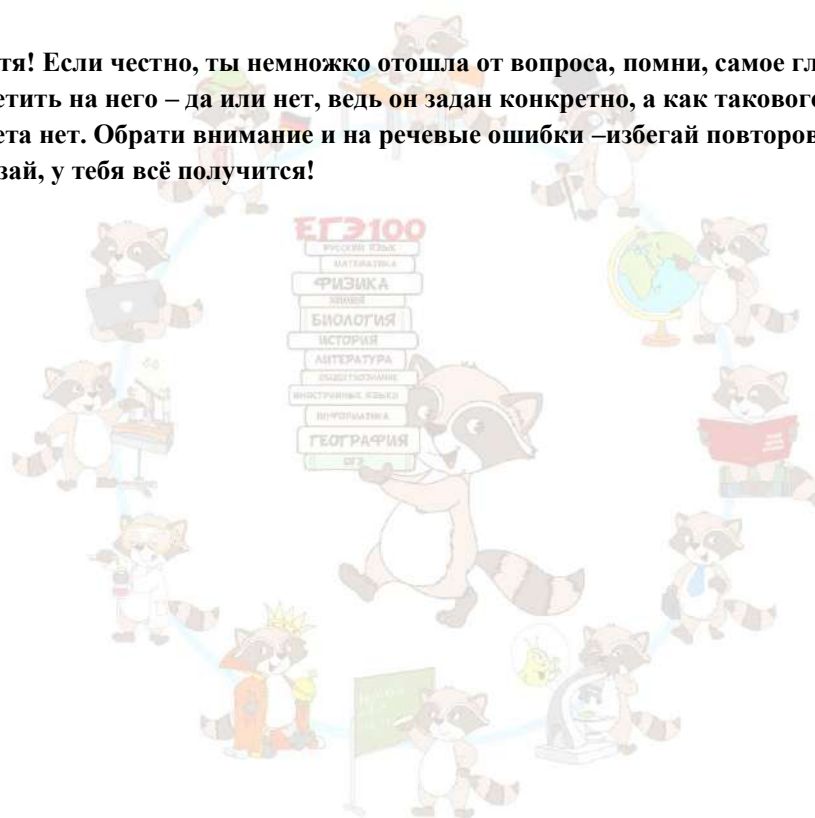 тя! Если честно, ты немножко отошла от вопроса, помни, самое гл
етить на него – да или нет, ведь он задан конкретно, а как такового
ета нет. Обрати внимание и на речевые ошибки –избегай повторов
зай, у тебя всё получится!
ЕГЭ100
РУССКИЙ ЯЗЫК
МАТЕМАТИКА
ФИЗИКА
ХИМИЯ
БИОЛОГИЯ
ИСТОРИЯ
ЛИТЕРАТУРА
ОБЩЕСТВОЗНАНИЕ
ИНОСТРАННЫЕ ЯЗЫКИ
ИНФОРМАТИКА
ГЕОГРАФИЯ
ОГЭ